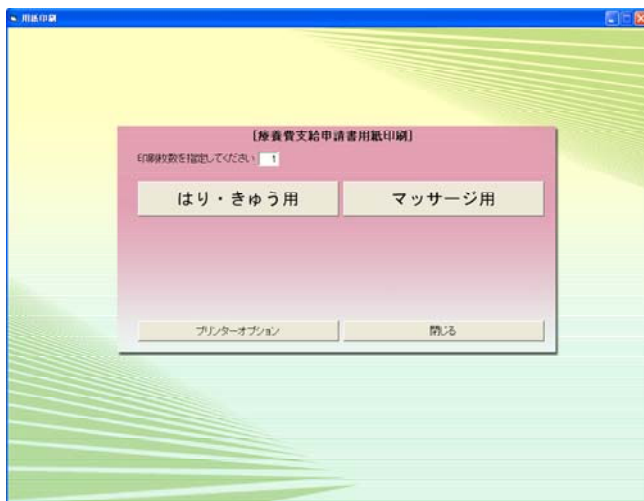 用紙印刷
[療養費支給申請書用紙印刷]
印刷枚数を指定してください 1
はり・きゅう用 マッサージ用
プリンターオプション 閉じる